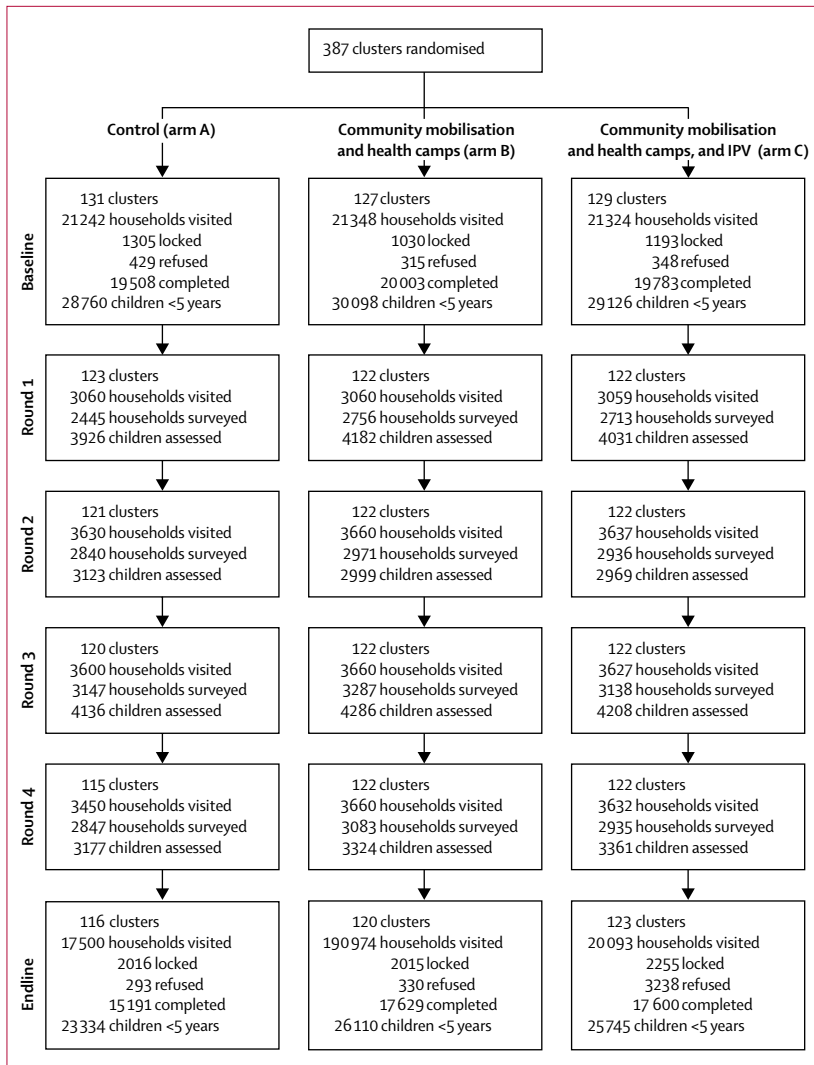 387 clusters randomised
Control (arm A)
Community mobilisation
and health camps (arm B)
Community mobilisation
and health camps, and IPV (arm C)
Baseline
131 clusters
21242 households visited
1305 locked
429 refused
19508 completed
28760 children <5 years
127 clusters
21348 households visited
1030 locked
315 refused
20003 completed
30098 children <5 years
129 clusters
21324 households visited
1193 locked
348 refused
19783 completed
29126 children <5 years
Round 1
123 clusters
3060 households visited
2445 households surveyed
3926 children assessed
122 clusters
3060 households visited
2756 households surveyed
4182 children assessed
122 clusters
3059 households visited
2713 households surveyed
4031 children assessed
Round 2
121 clusters
3630 households visited
2840 households surveyed
3123 children assessed
122 clusters
3660 households visited
2971 households surveyed
2999 children assessed
122 clusters
3637 households visited
2936 households surveyed
2969 children assessed
Round 3
120 clusters
3600 households visited
3147 households surveyed
4136 children assessed
122 clusters
3660 households visited
3287 households surveyed
4286 children assessed
122 clusters
3627 households visited
3138 households surveyed
4208 children assessed
Round 4
115 clusters
3450 households visited
2847 households surveyed
3177 children assessed
122 clusters
3660 households visited
3083 households surveyed
3324 children assessed
122 clusters
3632 households visited
2935 households surveyed
3361 children assessed
Endline
116 clusters
17500 households visited
2016 locked
293 refused
15191 completed
23334 children <5 years
120 clusters
190974 households visited
2015 locked
330 refused
17629 completed
26110 children <5 years
123 clusters
20093 households visited
2255 locked
3238 refused
17600 completed
25745 children <5 years